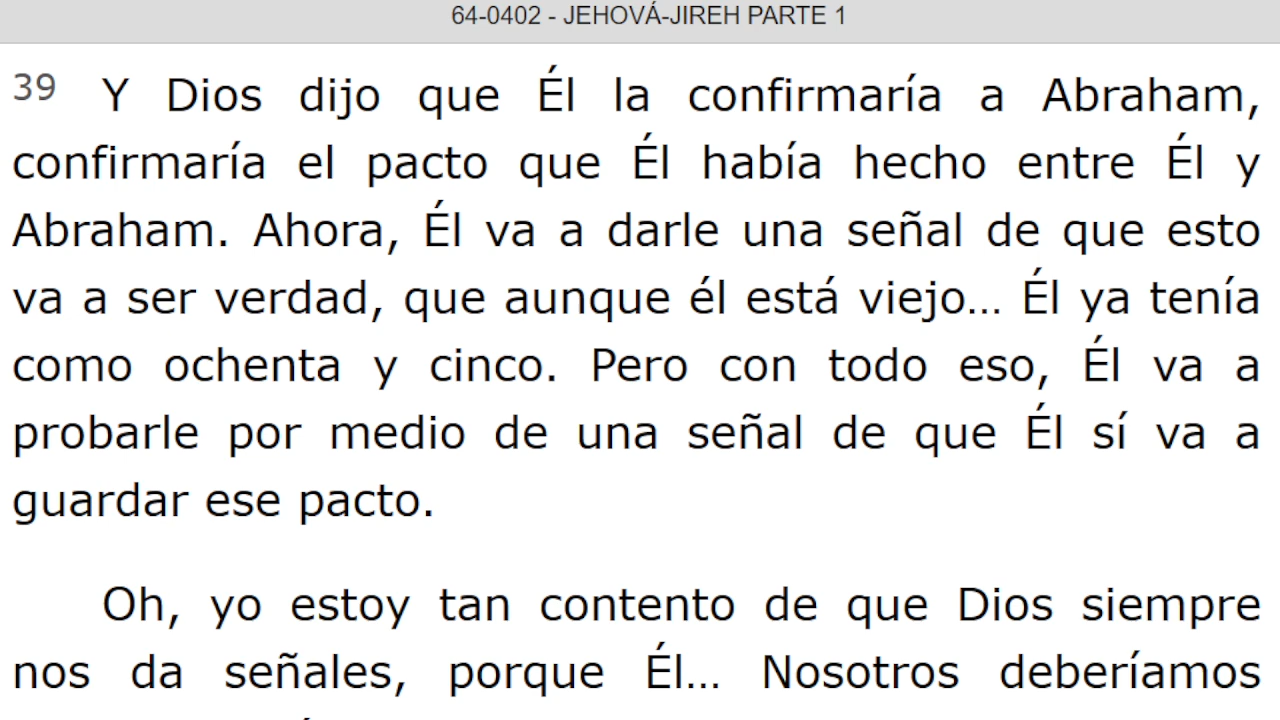 64-0402 - JEHOVÁ-JIREH PARTE 1
39 Y Dios dijo que Él la confirmaría a Abraham,
confirmaría el pacto que Él había hecho entre Él y
Abraham. Ahora, Él va a darle una señal de que esto
va a ser verdad, que aunque él está viejo... Él ya tenía
como ochenta y cinco. Pero con todo eso, Él va a
probarle por medio de una señal de que Él sí va a
guardar ese pacto.
Oh, yo estoy tan contento de que Dios siempre
nos da señales, porque Él... Nosotros deberíamos